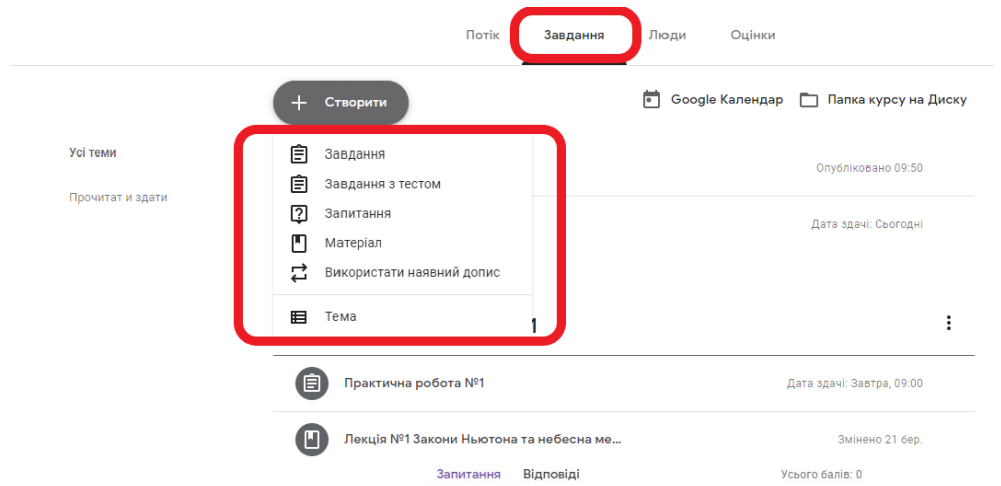 Потік Завдання Люди Оцінки
Створити Google Календар Папка курсу на Диску
Усі теми
Прочитат и здати
Завдання
Завдання з тестом
Запитання
Матеріал
Використати наявний допис
Тема
Опубліковано 09:50
Дата здачі: Сьогодні
Практична робота №1 Дата здачі: Завтра, 09:00
Лекція №1 Закони Ньютона та небесна ме... Змінено 21 бер.
Запитання Відповіді Усього балів: 0